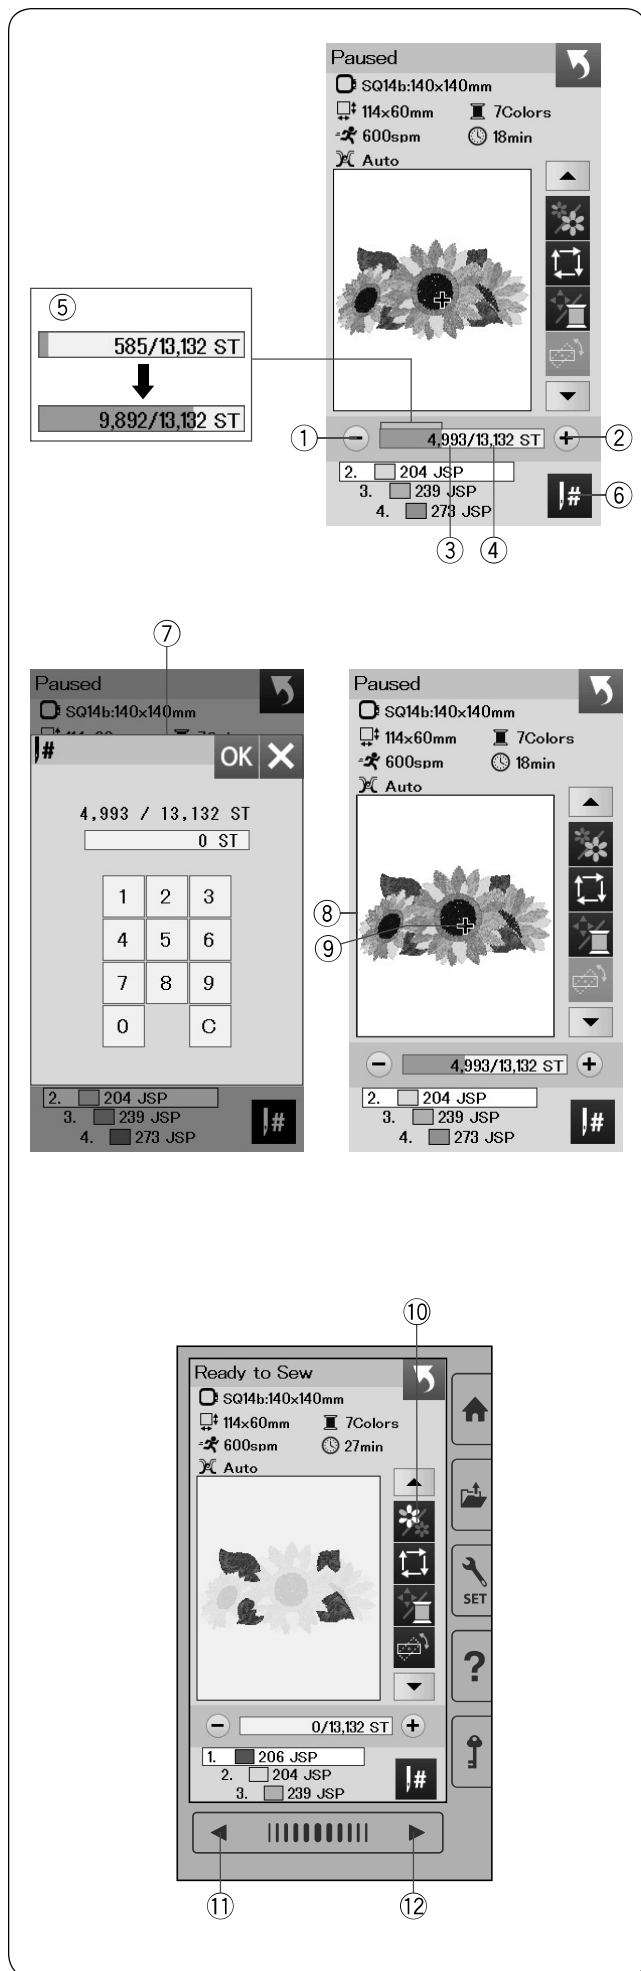 Paused
SQ14b:140x140mm
114x60mm 7Colors
600spm 18min
Auto
⑤
585/13,132 ST
9,892/13,132 ST
① − 4,993/13,132 ST + ②
2. 204 JSP
3. 239 JSP
4. 273 JSP
# ⑥
③ ④
⑦
Paused
SQ14b:140x140mm
#
OK X
4,993 / 13,132 ST
0 ST
1 2 3
4 5 6
7 8 9
0 C
2. 204 JSP
3. 239 JSP
4. 273 JSP
#
Paused
SQ14b:140x140mm
114x60mm 7Colors
600spm 18min
Auto
⑧
⑨
− 4,993/13,132 ST +
2. 204 JSP
3. 239 JSP
4. 273 JSP
#
⑩
Ready to Sew
SQ14b:140x140mm
114x60mm 7Colors
600spm 27min
Auto
SET
?
− 0/13,132 ST +
1. 206 JSP
2. 204 JSP
3. 239 JSP
#
⑪ ⑫